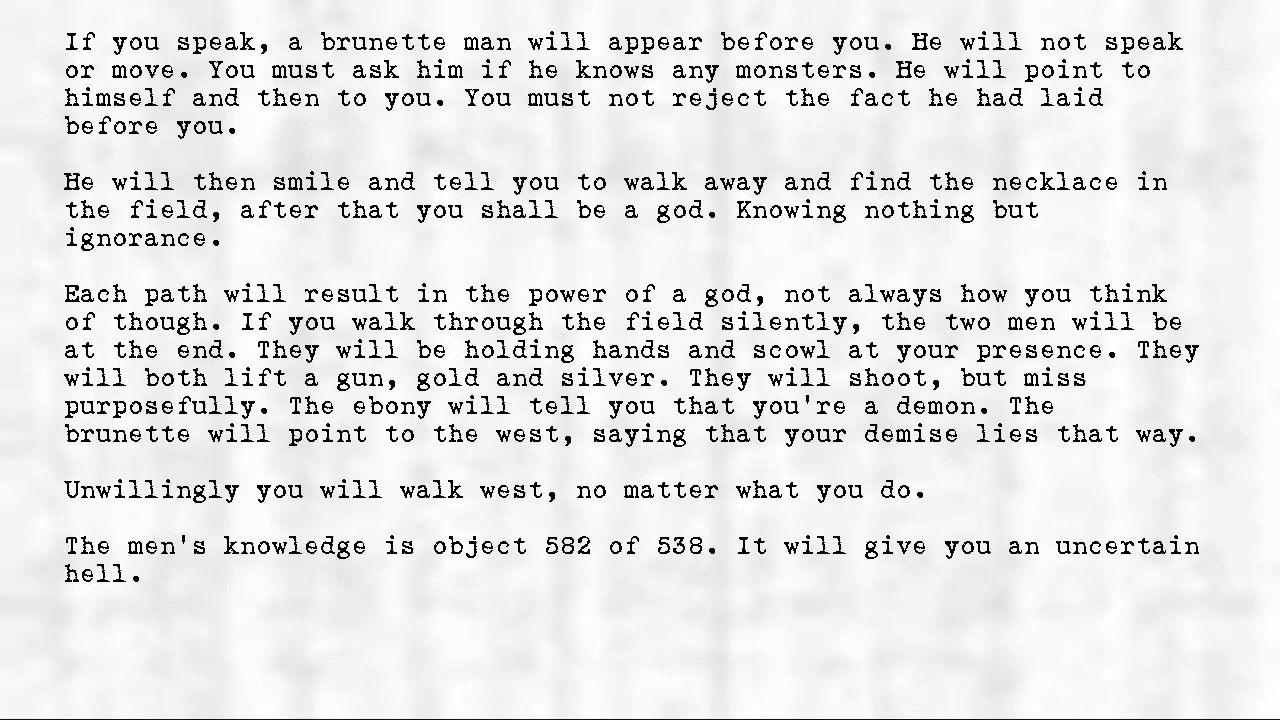 If you speak, a brunette man will appear before you. He will not speak
or move. You must ask him if he knows any monsters. He will point to
himself and then to you. You must not reject the fact he had laid
before you.
He will then smile and tell you to walk away and find the necklace in
the field, after that you shall be a god. Knowing nothing but
ignorance.
Each path will result in the power of a god, not always how you think
of though. If you walk through the field silently, the two men will be
at the end. They will be holding hands and scowl at your presence. They
will both lift a gun, gold and silver. They will shoot, but miss
purposefully. The ebony will tell you that you're a demon. The
brunette will point to the west, saying that your demise lies that way.
Unwillingly you will walk west, no matter what you do.
The men's knowledge is object 582 of 538. It will give you an uncertain
hell.